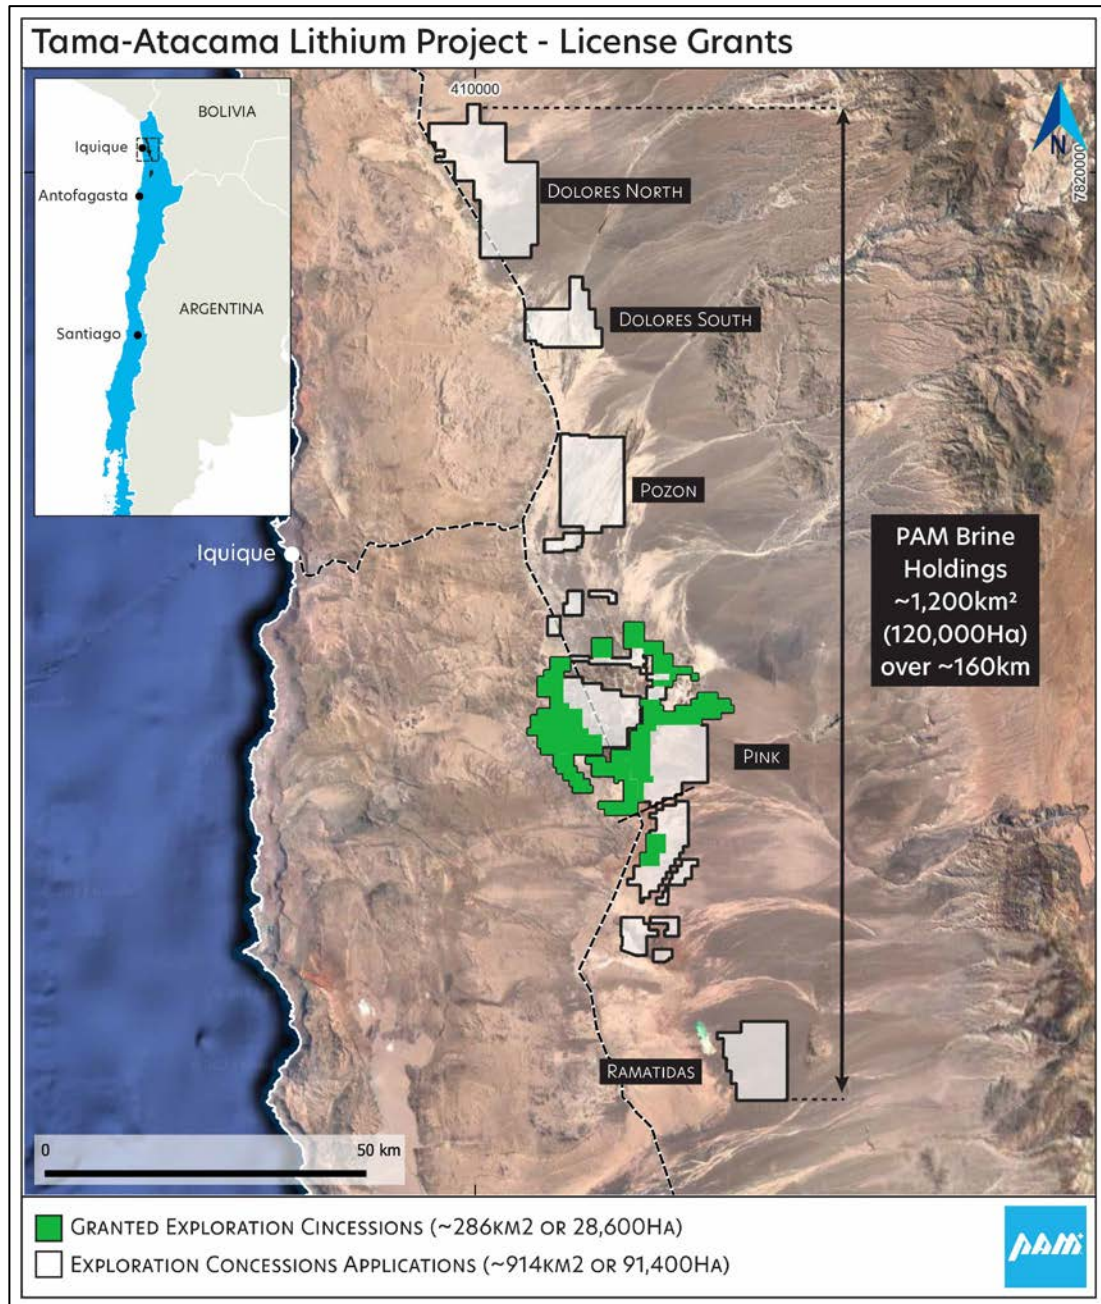 Tama-Atacama Lithium Project - License Grants
410000
BOLIVIA
Iquique
Antofagasta
ARGENTINA
Santiago
N
7820000
DOLORES NORTH
DOLORES SOUTH
POZON
Iquique
PAM Brine
Holdings
~1,200km²
(120,000Ha)
over ~160km
PINK
RAMATIDAS
0 50 km
GRANTED EXPLORATION CINCESSIONS (~286KM2 OR 28,600HA)
EXPLORATION CONCESSIONS APPLICATIONS (~914KM2 OR 91,400HA)
PAM